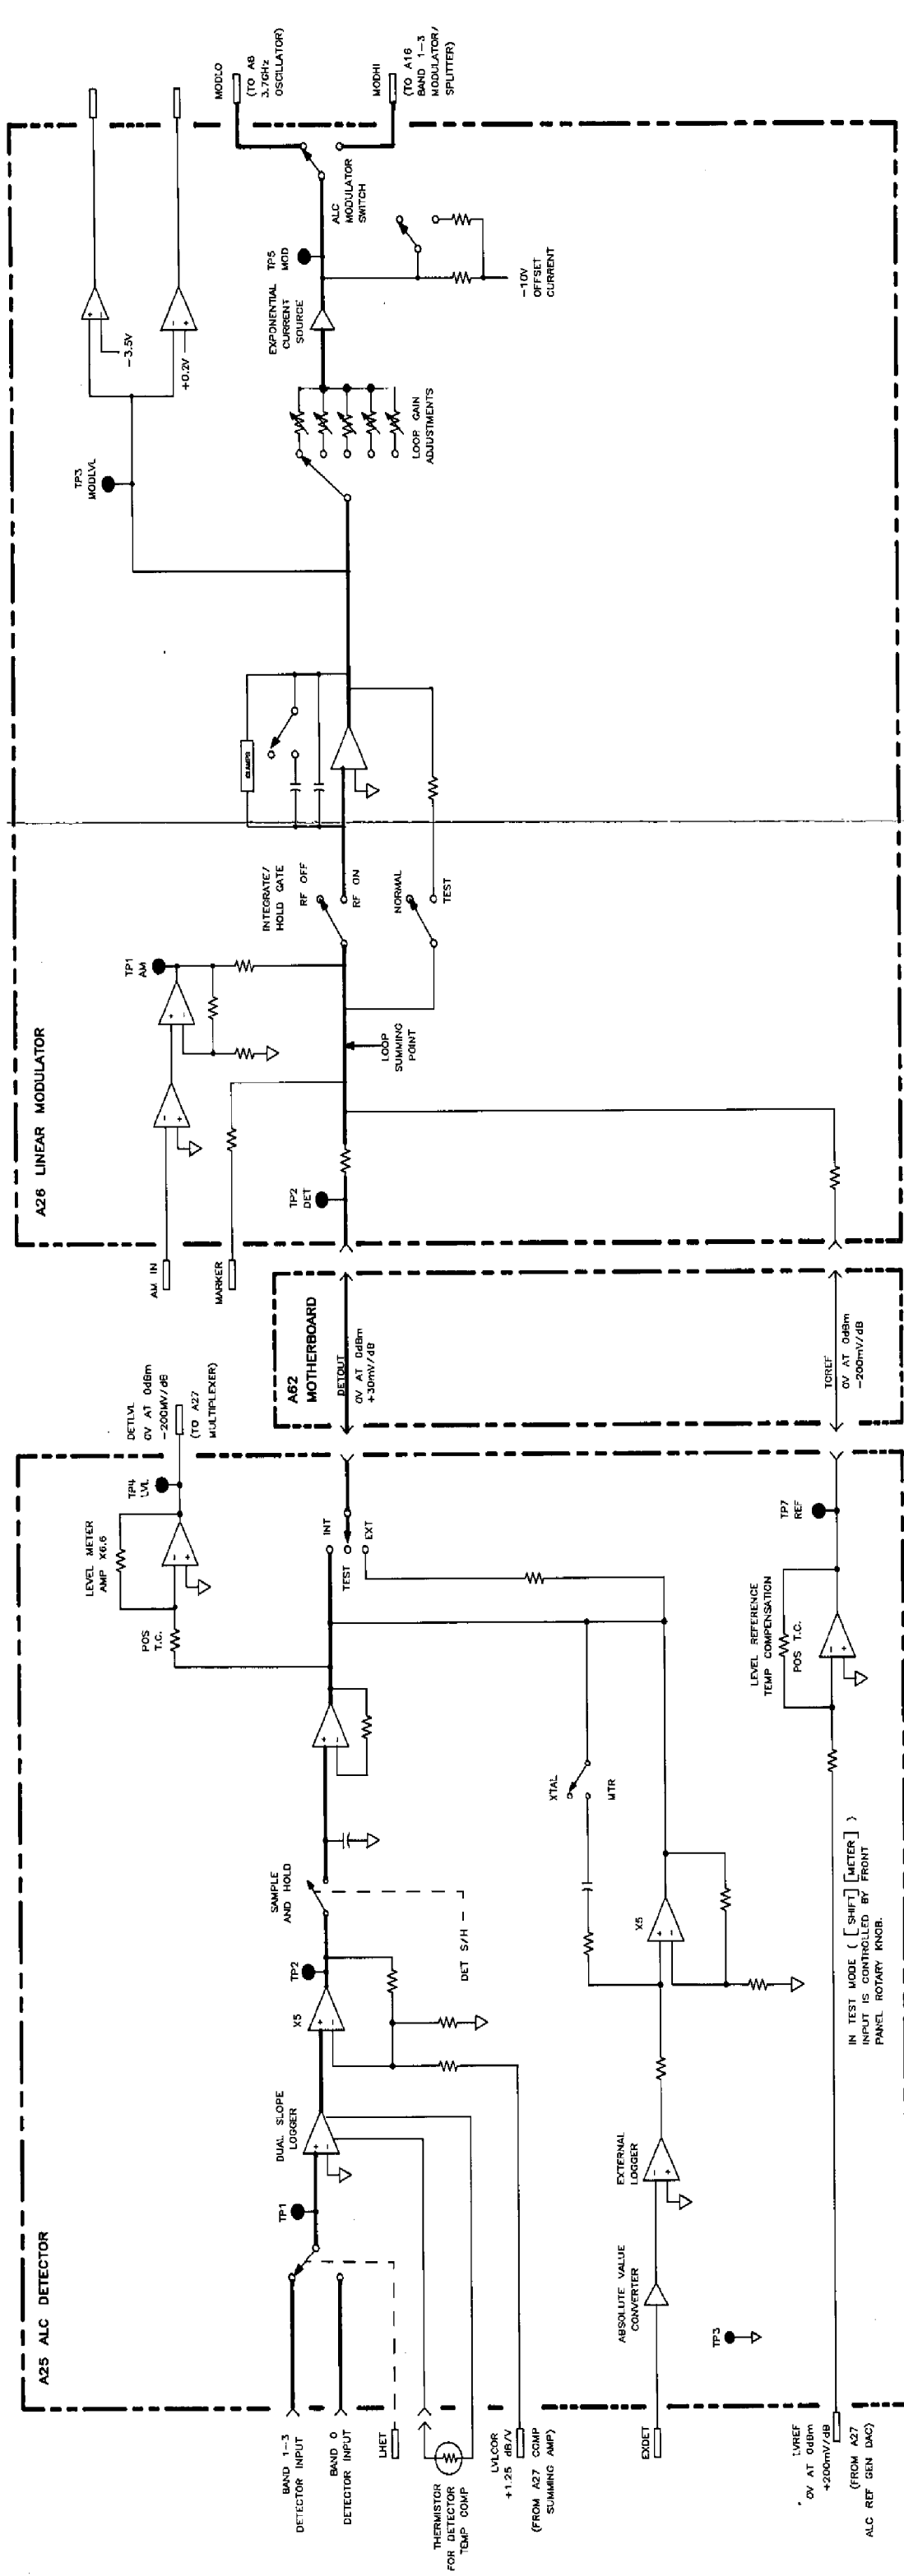 A25 ALC DETECTOR
BAND 1-3
DETECTOR INPUT
BAND 0
DETECTOR INPUT
LHET
THERMISTOR
FOR DETECTOR
TEMP COMP
LVLCOR
+1.25 dB/V
(FROM A27 COMP
SUMMING AMP)
EXDET
LVREF
0V AT 0dBm
+200mV/dB
(FROM A27
ALC REF GEN DAC)
TP1
DUAL SLOPE
LOGGER
+
-
X5
+
-
TP2
SAMPLE
AND HOLD
DET S/H -
+
-
LEVEL METER
AMP X6.6
POS
T.C.
-
+
TP4
LVL
DETLVL
0V AT 0dBm
-200MV/dB
(TO A27
MULTIPLEXER)
INT
TEST
EXT
ABSOLUTE VALUE
CONVERTER
TP3
EXTERNAL
LOGGER
-
+
X5
+
-
XTAL
MTR
LEVEL REFERENCE
TEMP COMPENSATION
POS T.C.
-
+
TP7
REF
IN TEST MODE ( [SHIFT] [METER] )
INPUT IS CONTROLLED BY FRONT
PANEL ROTARY KNOB.
A62
MOTHERBOARD
DETOUT
0V AT 0dBm
+30mV/dB
TCREF
0V AT 0dBm
-200mV/dB
A26 LINEAR MODULATOR
AM IN
MARKER
-
+
+
-
TP1
AM
TP2
DET
LOOP
SUMMING
POINT
INTEGRATE/
HOLD GATE
RF OFF
RF ON
NORMAL
TEST
CLAMPS
TP3
MODLVL
+
-
-3.5V
-
+
+0.2V
LOOP GAIN
ADJUSTMENTS
EXPONENTIAL
CURRENT
SOURCE
TP5
MOD
-10V
OFFSET
CURRENT
ALC
MODULATOR
SWITCH
MODLO
(TO A8
3.7GHz
OSCILLATOR)
MODHI
(TO A16
BAND 1-3
MODULATOR/
SPLITTER)